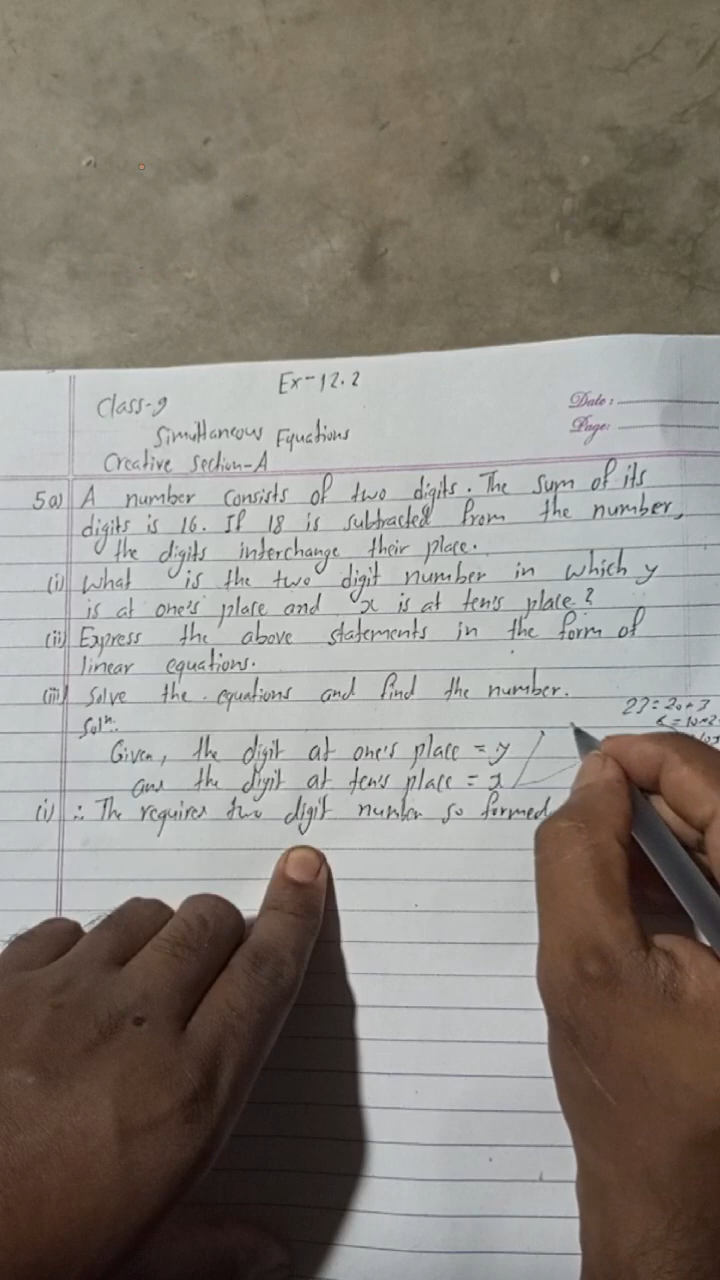 Ex-12.2
Class-9
Date:
Simultaneous Equations
Page:
Creative Section-A
5a) A number consists of two digits. The sum of its
digits is 16. If 18 is subtracted from the number,
the digits interchange their place.
(i) What is the two digit number in which y
is at one's place and x is at ten's place?
(ii) Express the above statements in the form of
linear equations.
(iii) Solve the equations and find the number.
23 = 20+3
Solⁿ.
Given, the digit at one's place = y
and the digit at ten's place = x
(i) ∴ The required two digit number so formed